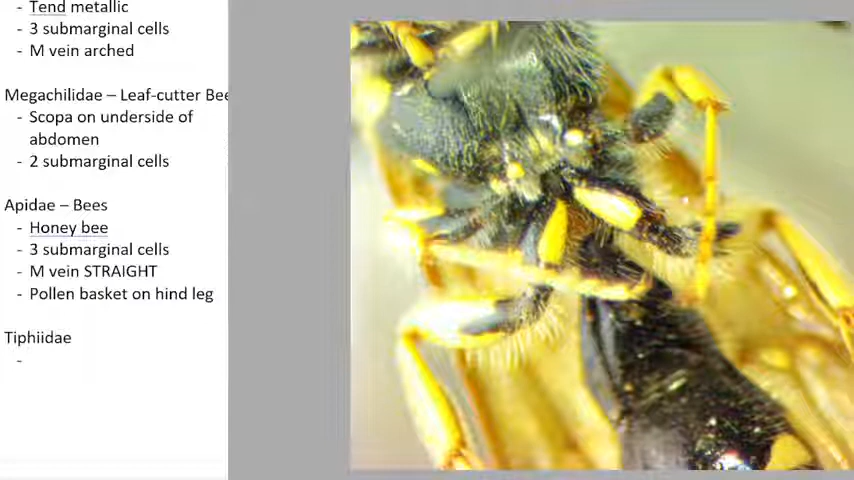 - Tend metallic
- 3 submarginal cells
- M vein arched
Megachilidae – Leaf-cutter Bee
- Scopa on underside of
abdomen
- 2 submarginal cells
Apidae – Bees
- Honey bee
- 3 submarginal cells
- M vein STRAIGHT
- Pollen basket on hind leg
Tiphiidae
-